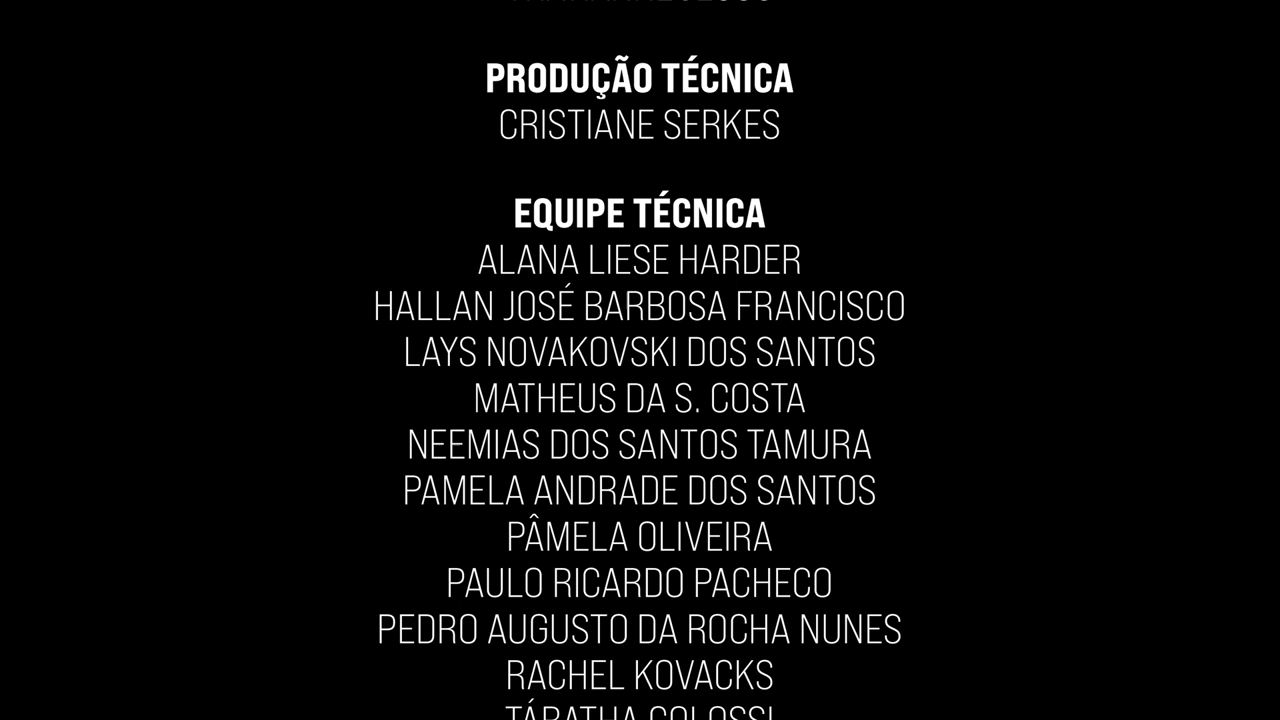 PRODUÇÃO TÉCNICA
CRISTIANE SERKES
EQUIPE TÉCNICA
ALANA LIESE HARDER
HALLAN JOSÉ BARBOSA FRANCISCO
LAYS NOVAKOVSKI DOS SANTOS
MATHEUS DA S. COSTA
NEEMIAS DOS SANTOS TAMURA
PAMELA ANDRADE DOS SANTOS
PÂMELA OLIVEIRA
PAULO RICARDO PACHECO
PEDRO AUGUSTO DA ROCHA NUNES
RACHEL KOVACKS